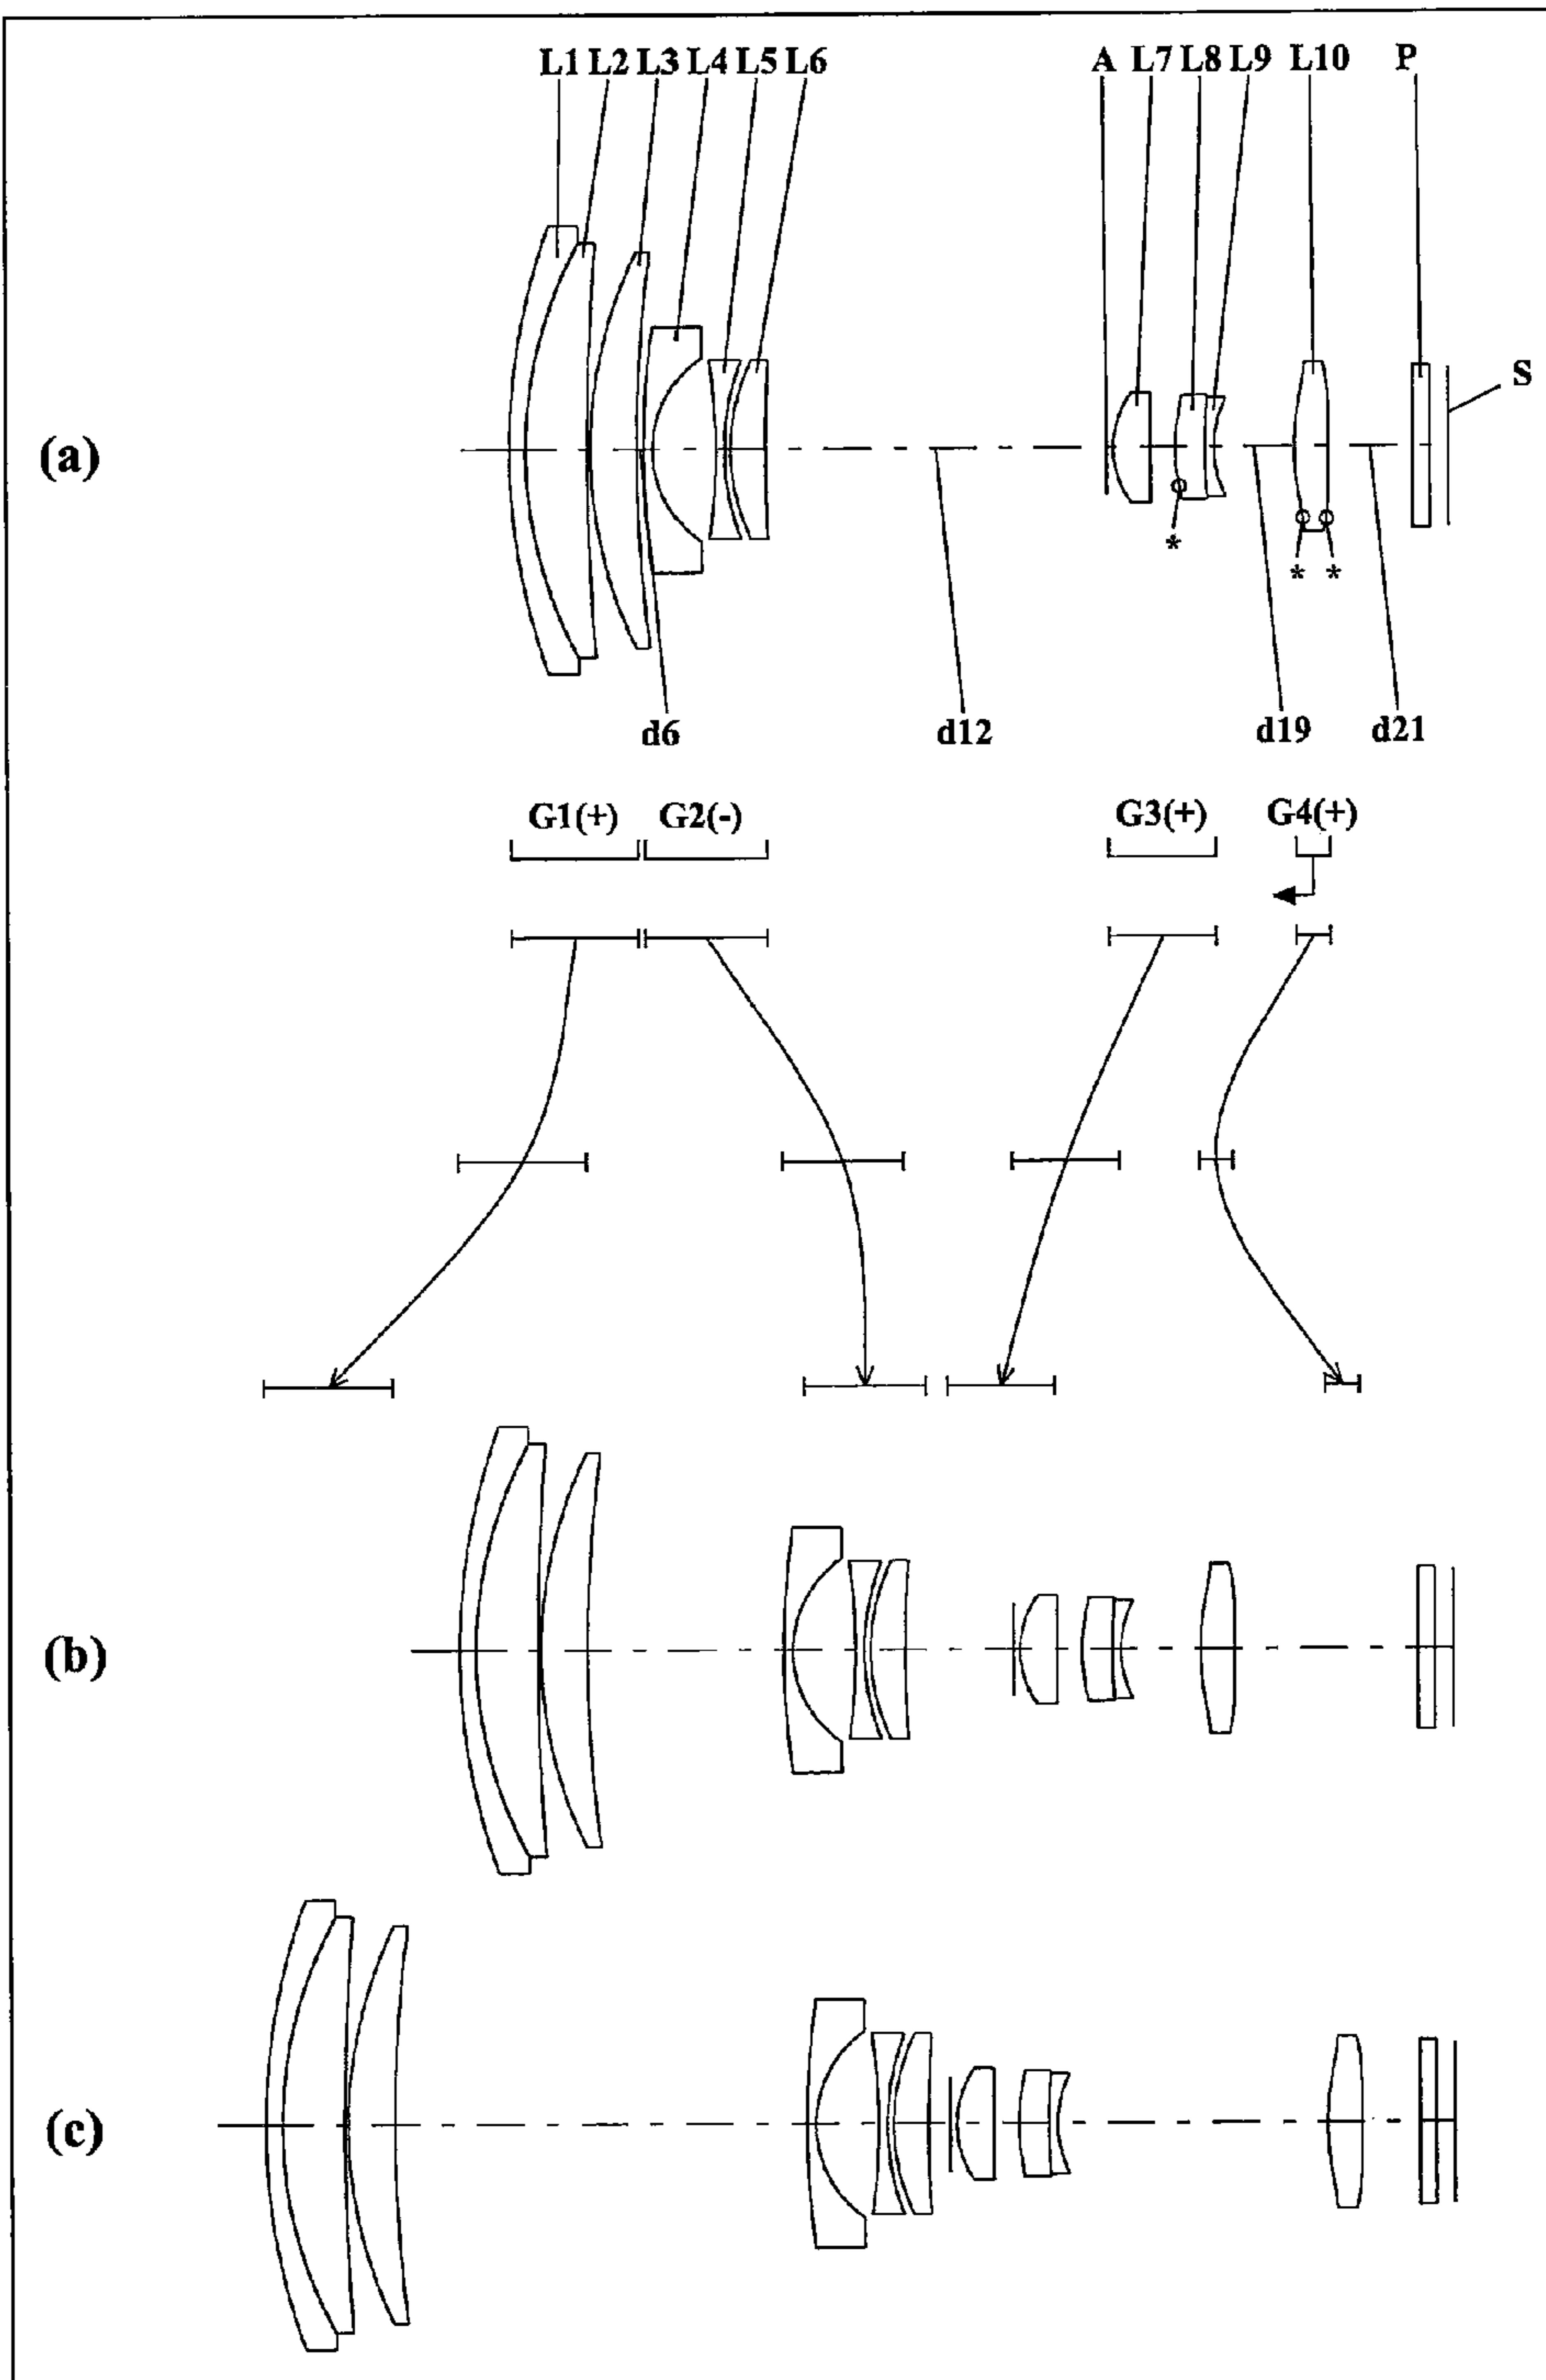 L1 L2 L3 L4 L5 L6 A L7 L8 L9 L10 P
S
(a)
*
* *
d6 d12 d19 d21
G1(+) G2(-) G3(+) G4(+)
(b)
(c)